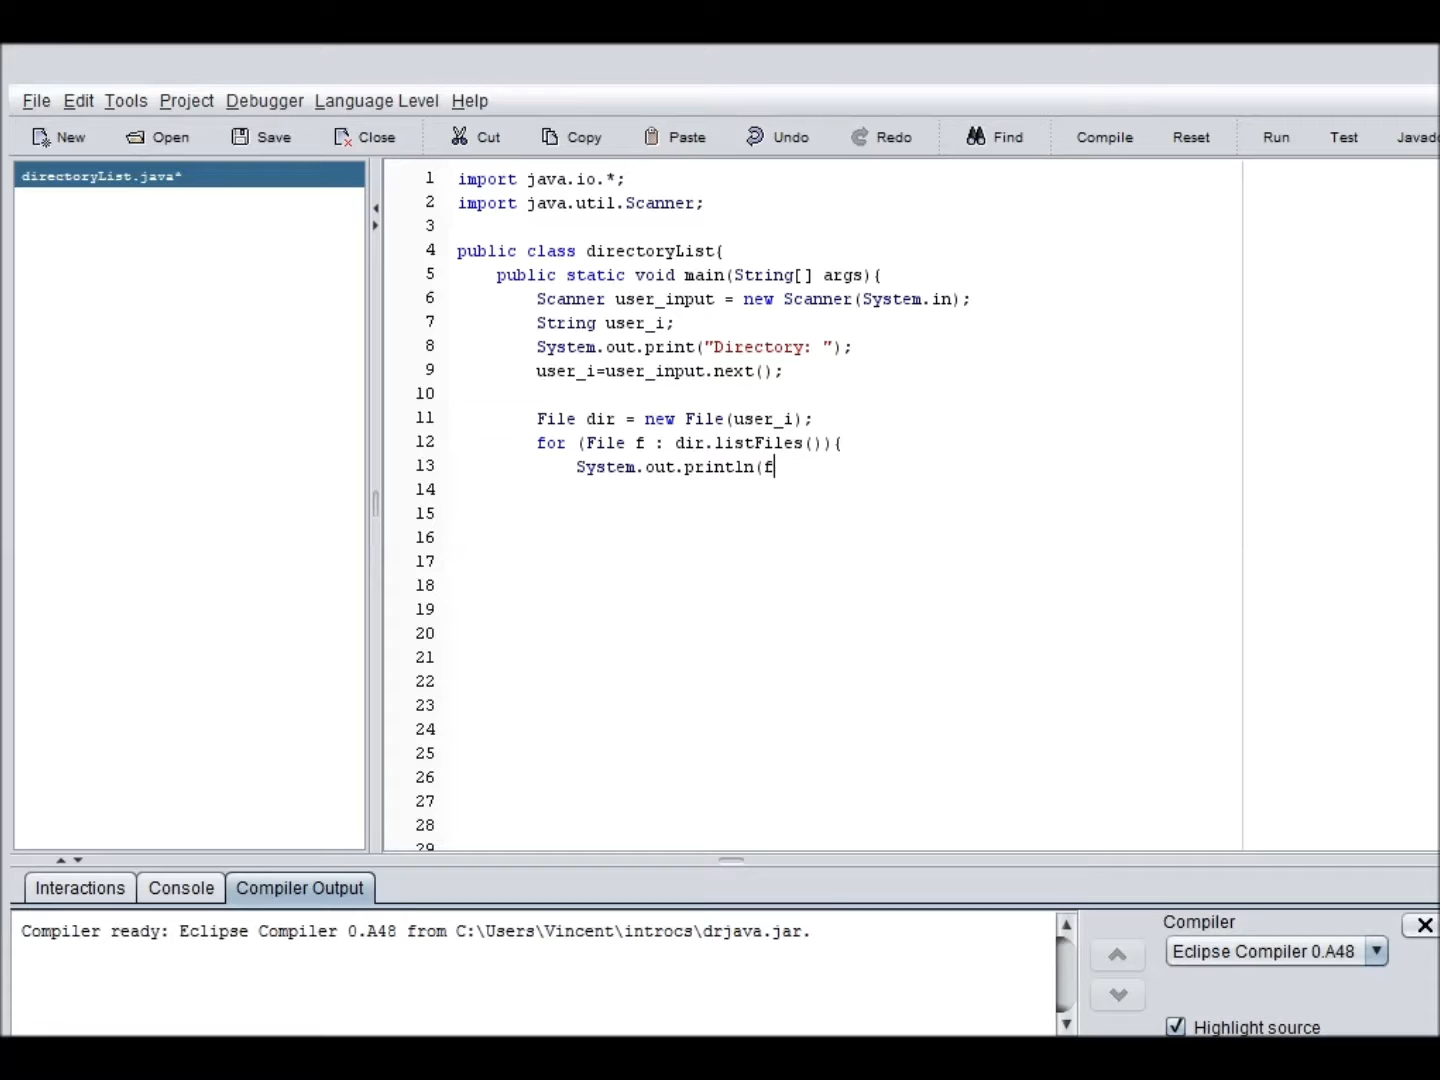 File Edit Tools Project Debugger Language Level Help
New Open Save Close Cut Copy Paste Undo Redo Find Compile Reset Run Test Javad
directoryList.java*
1 import java.io.*;
2 import java.util.Scanner;
3
4 public class directoryList{
5 public static void main(String[] args){
6 Scanner user_input = new Scanner(System.in);
7 String user_i;
8 System.out.print("Directory: ");
9 user_i=user_input.next();
10
11 File dir = new File(user_i);
12 for (File f : dir.listFiles()){
13 System.out.println(f
14
15
16
17
18
19
20
21
22
23
24
25
26
27
28
29
Interactions Console Compiler Output
Compiler ready: Eclipse Compiler 0.A48 from C:\Users\Vincent\introcs\drjava.jar.
Compiler
Eclipse Compiler 0.A48
Highlight source